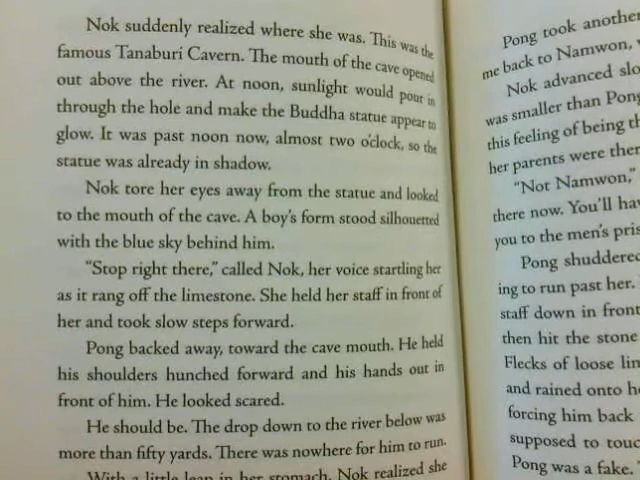 Nok suddenly realized where she was. This was the
famous Tanaburi Cavern. The mouth of the cave opened
out above the river. At noon, sunlight would pour in
through the hole and make the Buddha statue appear to
glow. It was past noon now, almost two o'clock, so the
statue was already in shadow.
Nok tore her eyes away from the statue and looked
to the mouth of the cave. A boy's form stood silhouetted
with the blue sky behind him.
"Stop right there," called Nok, her voice startling her
as it rang off the limestone. She held her staff in front of
her and took slow steps forward.
Pong backed away, toward the cave mouth. He held
his shoulders hunched forward and his hands out in
front of him. He looked scared.
He should be. The drop down to the river below was
more than fifty yards. There was nowhere for him to run.
With a little leap in her stomach, Nok realized she
Pong took another
me back to Namwon,
Nok advanced
was smaller than Pong
this feeling of being
her parents were
"Not Namwon,"
there now. You'll
you to the men's
Pong shuddered
ing to run past her.
staff down in front
then hit the stone
Flecks of loose
and rained onto
forcing him back
supposed to
Pong was a fake.